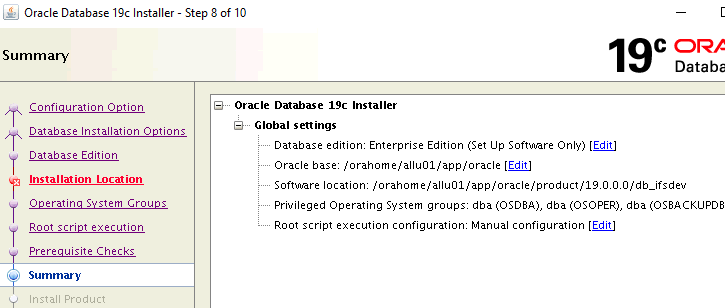 Oracle Database 19c Installer - Step 8 of 10
Summary
19c ORA
Databa
Configuration Option
Database Installation Options
Database Edition
Installation Location
Operating System Groups
Root script execution
Prerequisite Checks
Summary
Install Product
Oracle Database 19c Installer
Global settings
Database edition: Enterprise Edition (Set Up Software Only) [Edit]
Oracle base: /orahome/allu01/app/oracle [Edit]
Software location: /orahome/allu01/app/oracle/product/19.0.0.0/db_ifsdev
Privileged Operating System groups: dba (OSDBA), dba (OSOPER), dba (OSBACKUPDB
Root script execution configuration: Manual configuration [Edit]